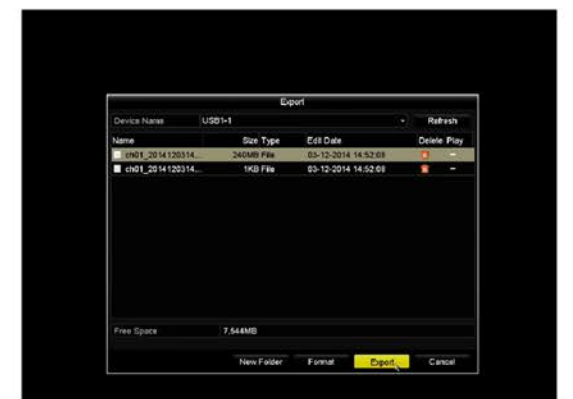 Export
Device Name USB1-1 Refresh
Name Size Type Edit Date Delete Play
ch01_2014120314... 240MB File 03-12-2014 14:52:08
ch01_2014120314... 1KB File 03-12-2014 14:52:08
Free Space 7,544MB
New Folder Format Export Cancel